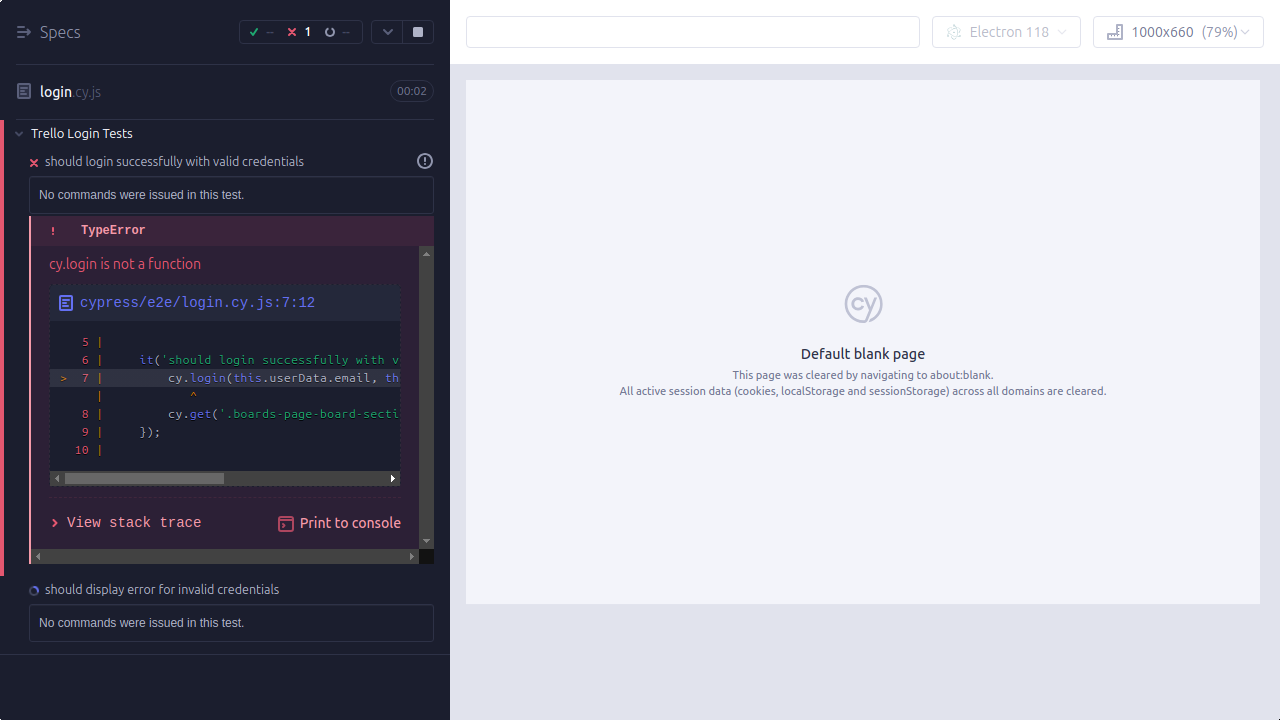 Specs
-- 1 --
login.cy.js
00:02
Trello Login Tests
should login successfully with valid credentials
No commands were issued in this test.
! TypeError
cy.login is not a function
cypress/e2e/login.cy.js:7:12
5 |
6 |     it('should login successfully with v
> 7 |         cy.login(this.userData.email, th
|            ^
8 |         cy.get('.boards-page-board-secti
9 |     });
10 |
> View stack trace
Print to console
should display error for invalid credentials
No commands were issued in this test.
Electron 118
1000x660 (79%)
cy
Default blank page
This page was cleared by navigating to about:blank.
All active session data (cookies, localStorage and sessionStorage) across all domains are cleared.